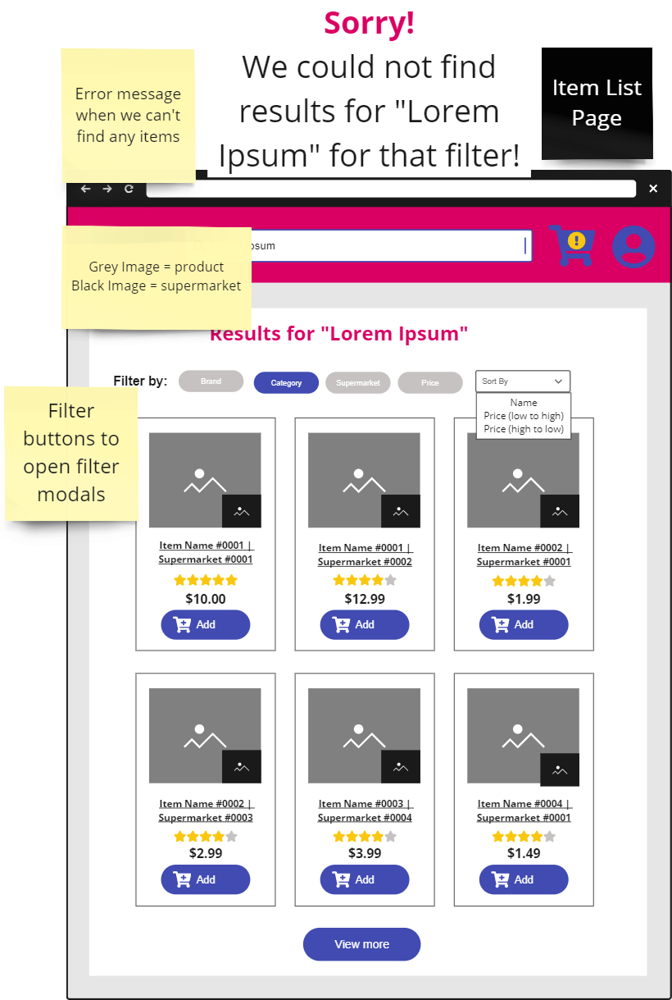 Sorry!
We could not find
results for "Lorem
Ipsum" for that filter!
Error message
when we can't
find any items
Item List
Page
Grey Image = product
Black Image = supermarket
psum
Results for "Lorem Ipsum"
Filter by:
Brand
Category
Supermarket
Price
Sort By
Name
Price (low to high)
Price (high to low)
Filter
buttons to
open filter
modals
Item Name #0001 |
Supermarket #0001
$10.00
Add
Item Name #0001 |
Supermarket #0002
$12.99
Add
Item Name #0002 |
Supermarket #0001
$1.99
Add
Item Name #0002 |
Supermarket #0003
$2.99
Add
Item Name #0003 |
Supermarket #0004
$3.99
Add
Item Name #0004 |
Supermarket #0001
$1.49
Add
View more